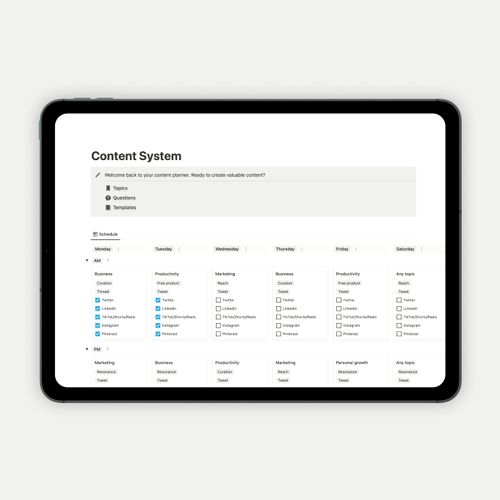 Content System
Welcome back to your content planner. Ready to create valuable content?
Topics
Questions
Templates
Schedule
Monday Tuesday Wednesday Thursday Friday Saturday
AM
Business Productivity Marketing Business Productivity Any topic
Curation Free product Reach Curation Free product Reach
Thread Tweet Tweet Tweet Tweet Tweet
Twitter Twitter Twitter Twitter Twitter Twitter
LinkedIn LinkedIn LinkedIn LinkedIn LinkedIn LinkedIn
TikTok/Shorts/Reels TikTok/Shorts/Reels TikTok/Shorts/Reels TikTok/Shorts/Reels TikTok/Shorts/Reels TikTok/Shorts/Reels
Instagram Instagram Instagram Instagram Instagram Instagram
Pinterest Pinterest Pinterest Pinterest Pinterest Pinterest
PM
Marketing Business Productivity Marketing Personal growth Any topic
Resonance Resonance Curation Reach Resonance Resonance
Tweet Tweet Tweet Tweet Tweet Tweet